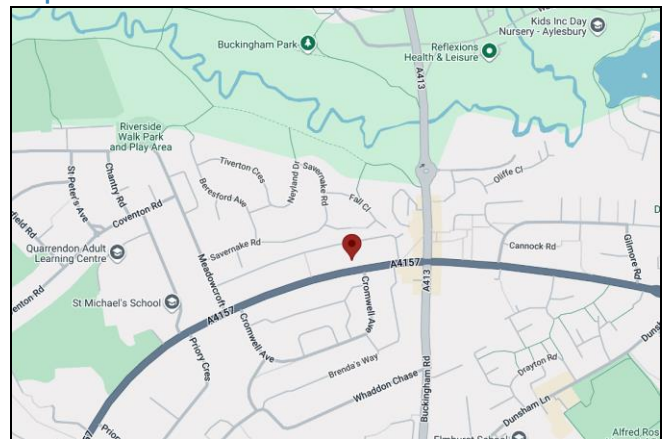 Kids Inc Day
Nursery - Aylesbury
Buckingham Park
Reflexions
Health & Leisure
A413
Riverside
Walk Park
and Play Area
Tiverton Cres
Neyland Dr
Savernake Rd
Fall Cl
Oliffe Cl
St Peter's Ave
Chantry Rd
Beresford Ave
Coventon Rd
Savernake Rd
Cannock Rd
Gilmore Rd
Quarrendon Adult
Learning Centre
Meadowcroft
A4157
A413
St Michael's School
A4157
Cromwell Ave
Cromwell Ave
Priory Cres
Brenda's Way
Drayton Rd
Whaddon Chase
Buckingham Rd
Dunsham Ln
Alfred Ros